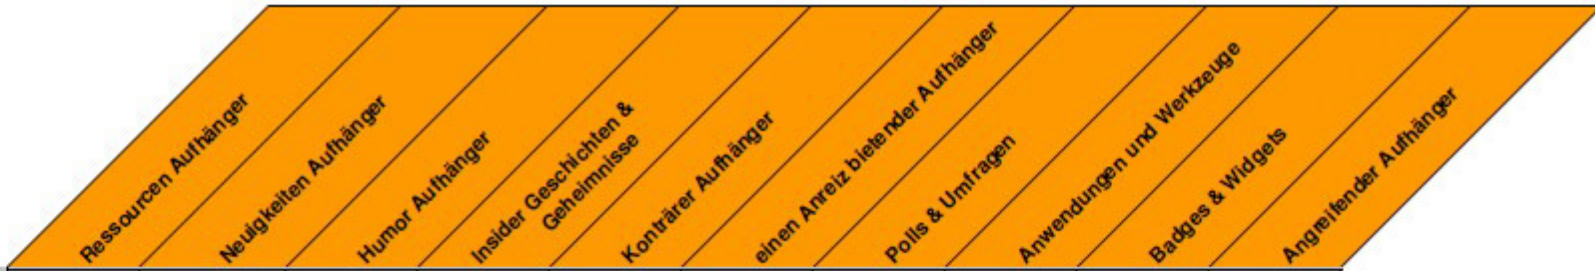 Ressourcen Aufhänger
Neuigkeiten Aufhänger
Humor Aufhänger
Insider Geschichten &
Geheimnisse
Konträrer Aufhänger
einen Anreiz bietender Aufhänger
Polls & Umfragen
Anwendungen und Werkzeuge
Badges & Widgets
Angreifender Aufhänger